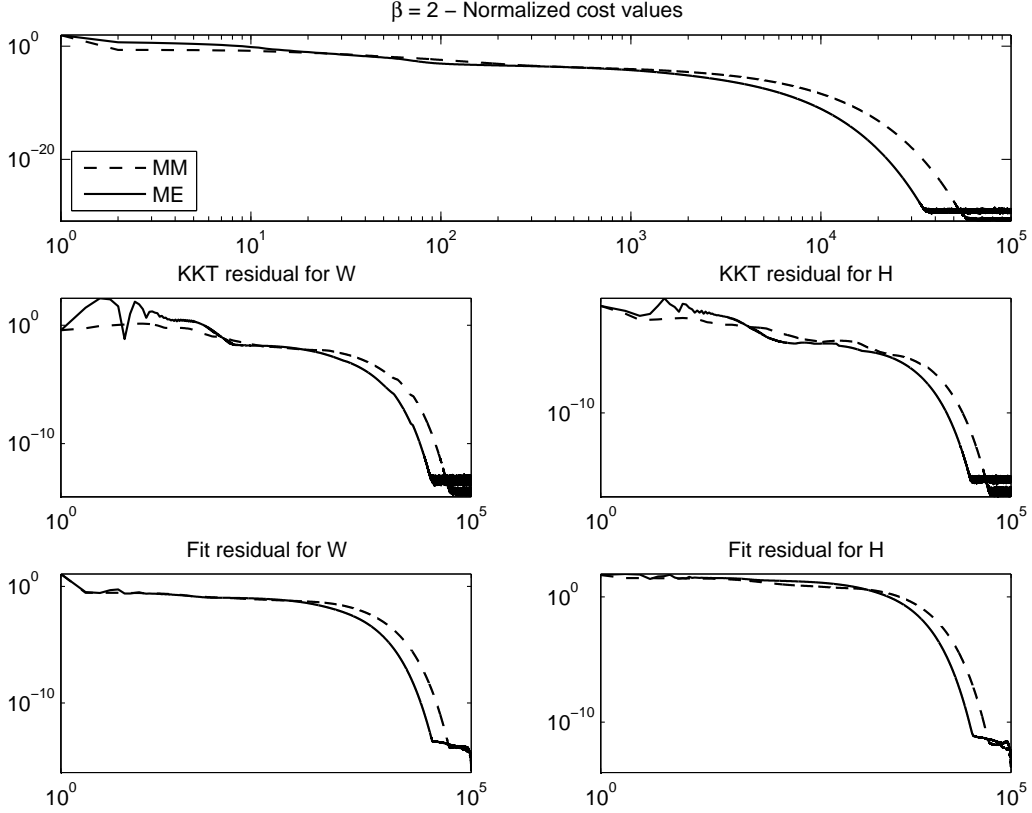 β = 2 – Normalized cost values
10^0
10^−20
MM
ME
10^0 10^1 10^2 10^3 10^4 10^5
KKT residual for W
10^0
10^−10
10^0 10^5
KKT residual for H
10^−10
10^0 10^5
Fit residual for W
10^0
10^−10
10^0 10^5
Fit residual for H
10^0
10^−10
10^0 10^5